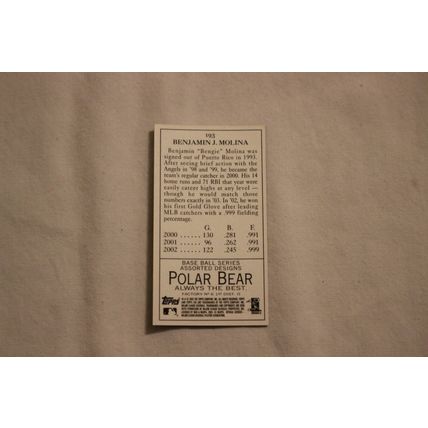 193
BENJAMIN J. MOLINA
Benjamin "Bengie" Molina was
signed out of Puerto Rico in 1993.
After seeing brief action with the
Angels in '98 and '99, he became the
team's regular catcher in 2000. His 14
home runs and 71 RBI that year were
easily career highs at any level —
though he would match those
numbers exactly in '03. In '02, he won
his first Gold Glove after leading
MLB catchers with a .999 fielding
percentage.
G. B. F.
2000 ...... 130 .281 .991
2001 ...... 96 .262 .991
2002 ...... 122 .245 .999
BASE BALL SERIES
ASSORTED DESIGNS
POLAR BEAR
ALWAYS THE BEST.
Topps